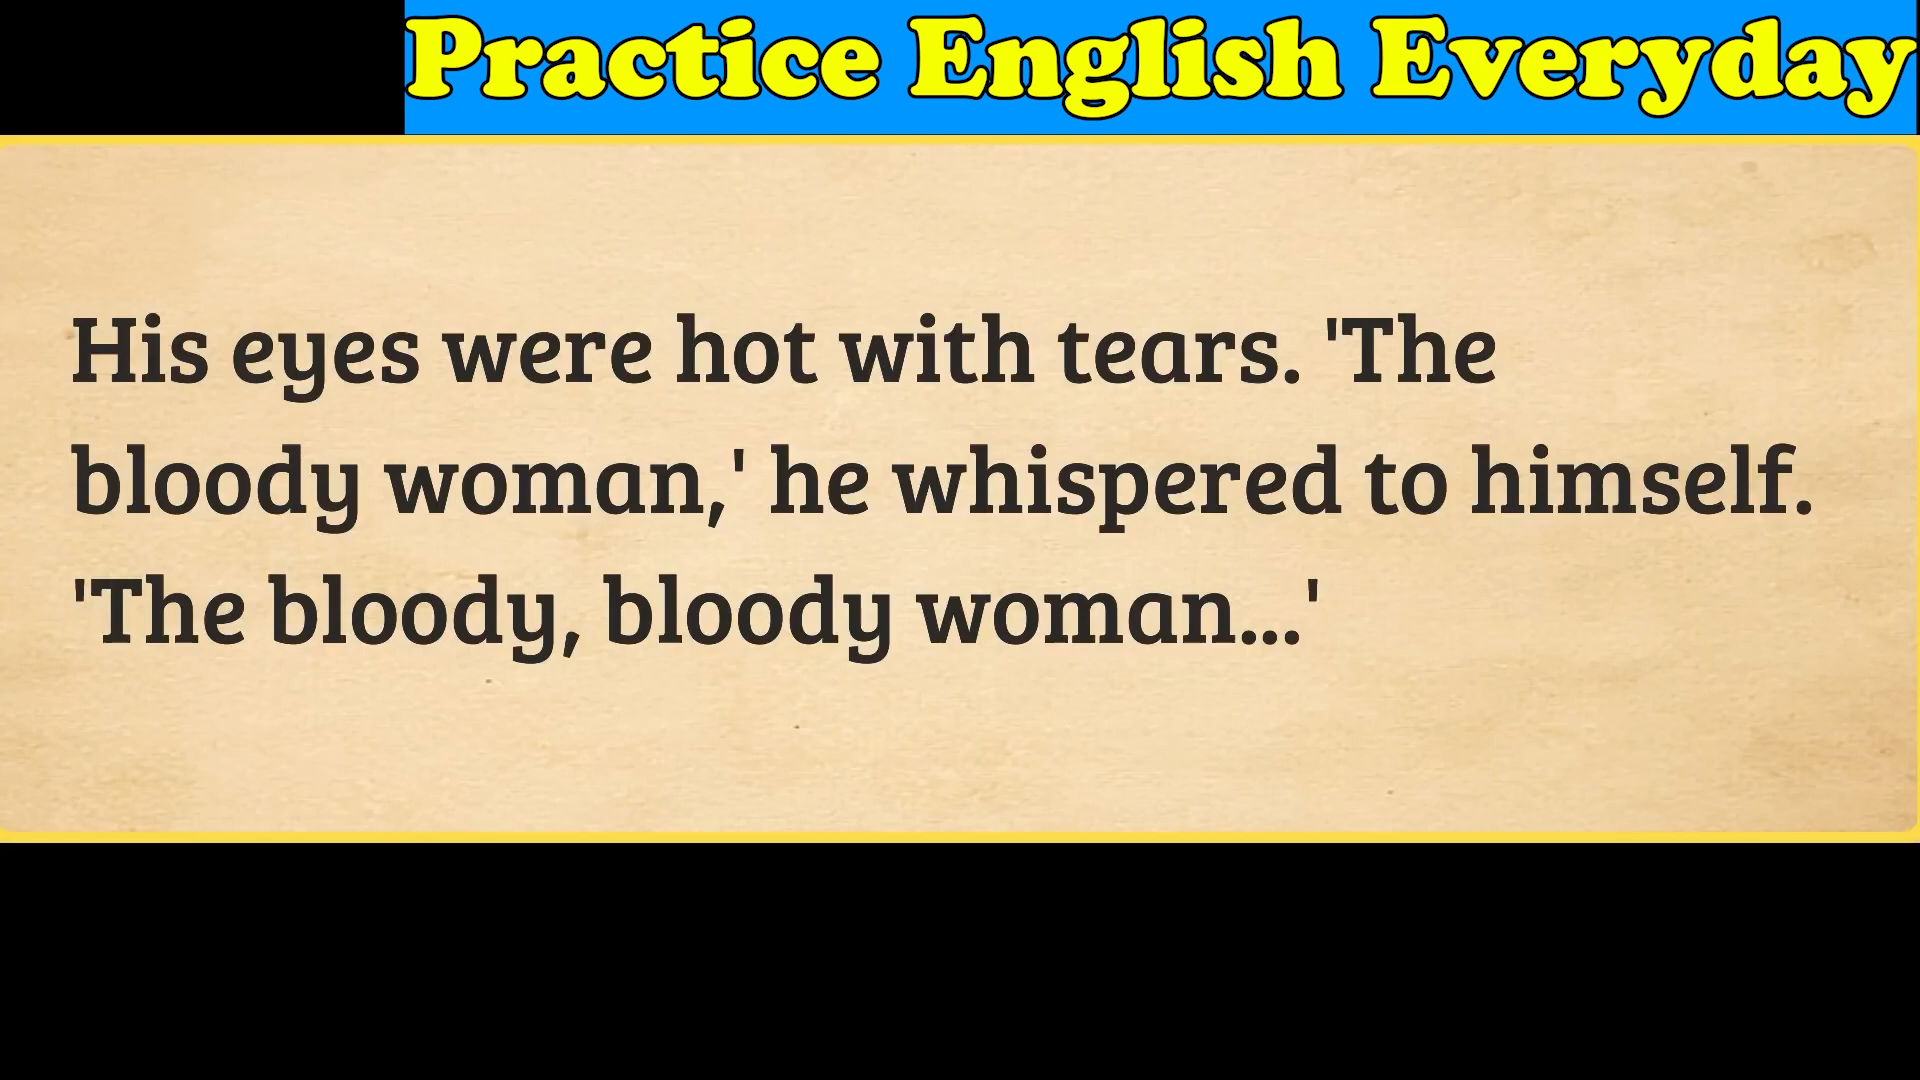 Practice English Everyday
His eyes were hot with tears. 'The
bloody woman,' he whispered to himself.
'The bloody, bloody woman...'